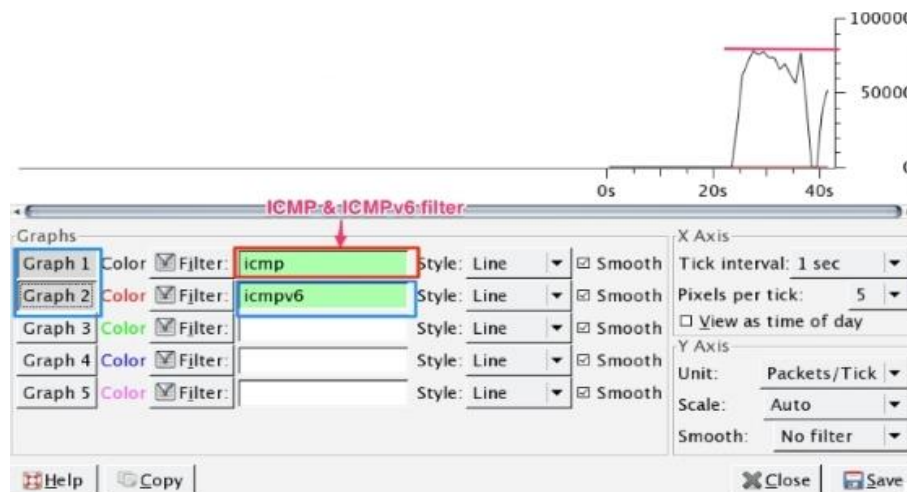 100000
50000
0
0s 20s 40s
ICMP & ICMPv6 filter
Graphs
X Axis
Graph 1 Color Filter: icmp Style: Line Smooth Tick interval: 1 sec
Graph 2 Color Filter: icmpv6 Style: Line Smooth Pixels per tick: 5
Graph 3 Color Filter: Style: Line Smooth View as time of day
Y Axis
Graph 4 Color Filter: Style: Line Smooth Unit: Packets/Tick
Graph 5 Color Filter: Style: Line Smooth Scale: Auto
Smooth: No filter
Help Copy Close Save